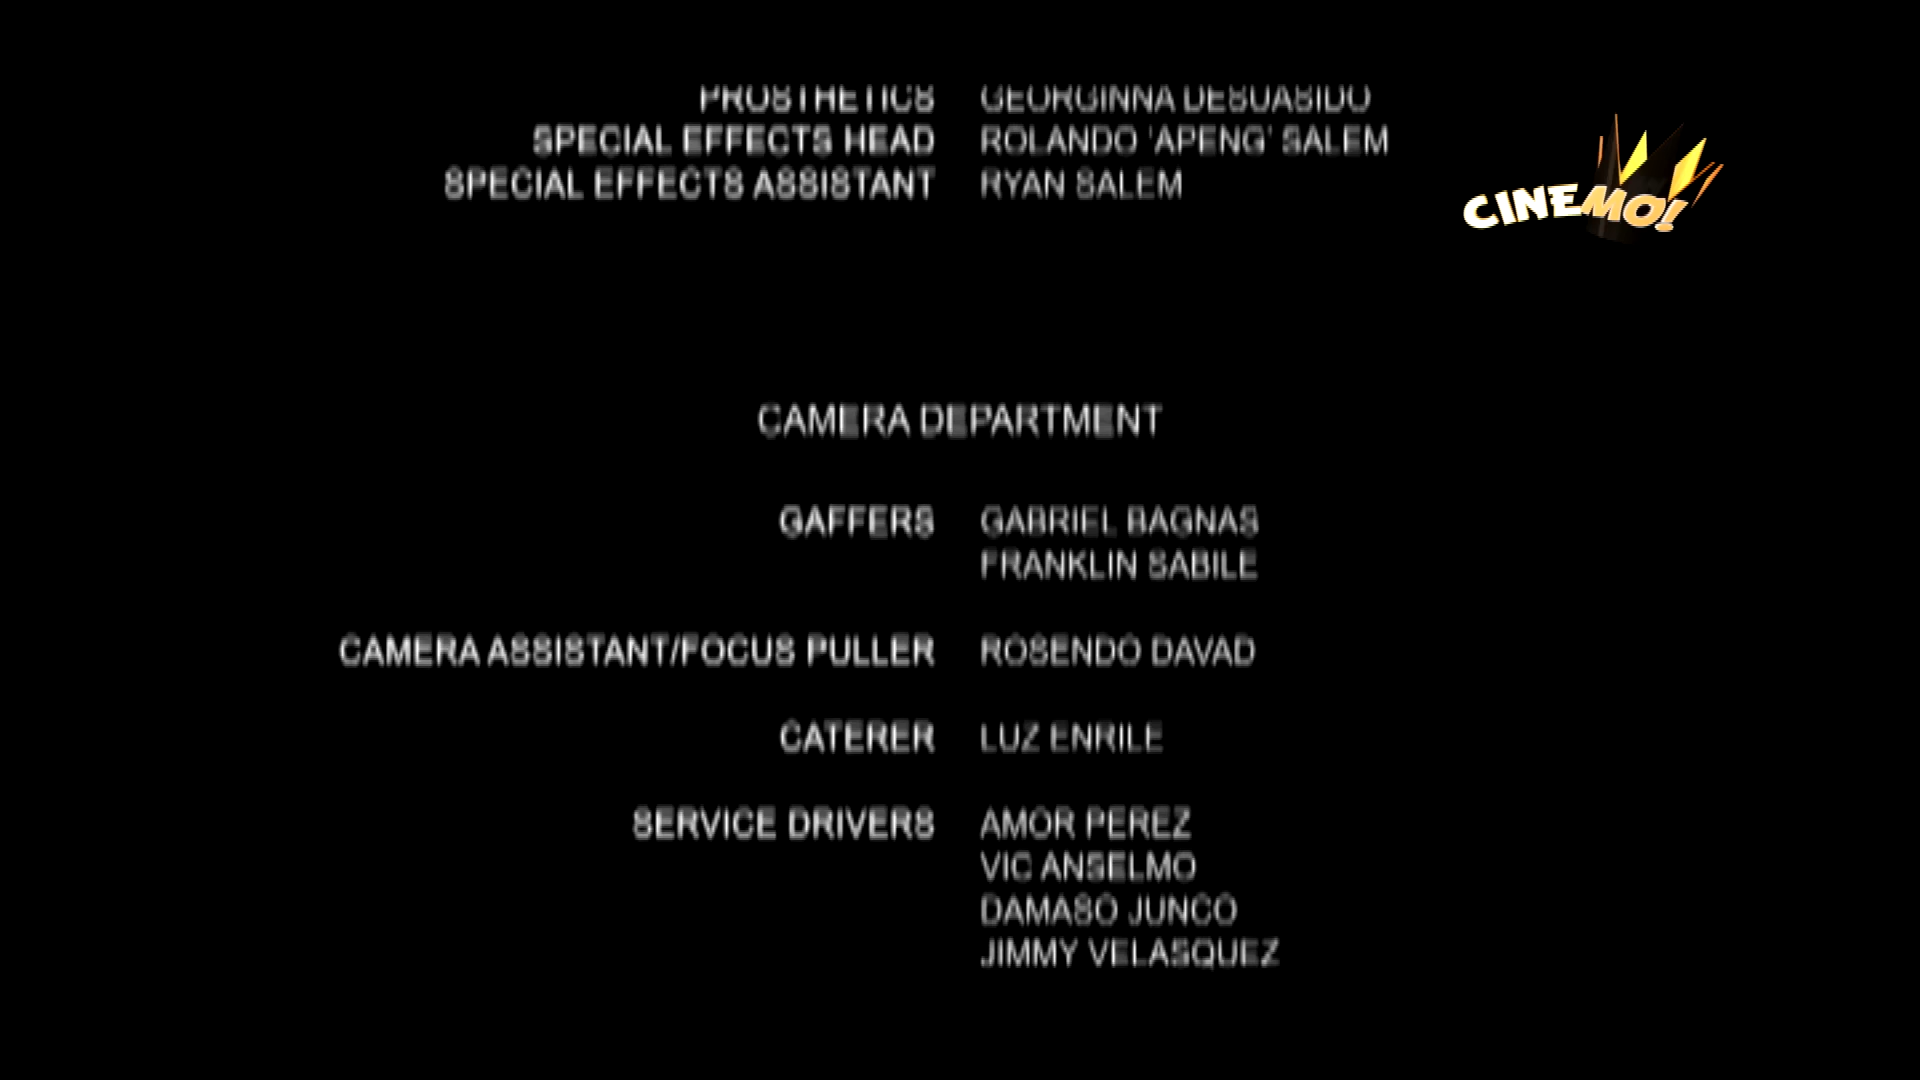 PROSTHETICS GEORGINNA DESUASIDO
SPECIAL EFFECTS HEAD ROLANDO 'APENG' SALEM
SPECIAL EFFECTS ASSISTANT RYAN SALEM
CINEMO!
CAMERA DEPARTMENT
GAFFERS GABRIEL BAGNAS
FRANKLIN SABILE
CAMERA ASSISTANT/FOCUS PULLER ROSENDO DAVAD
CATERER LUZ ENRILE
SERVICE DRIVERS AMOR PEREZ
VIC ANSELMO
DAMASO JUNCO
JIMMY VELASQUEZ